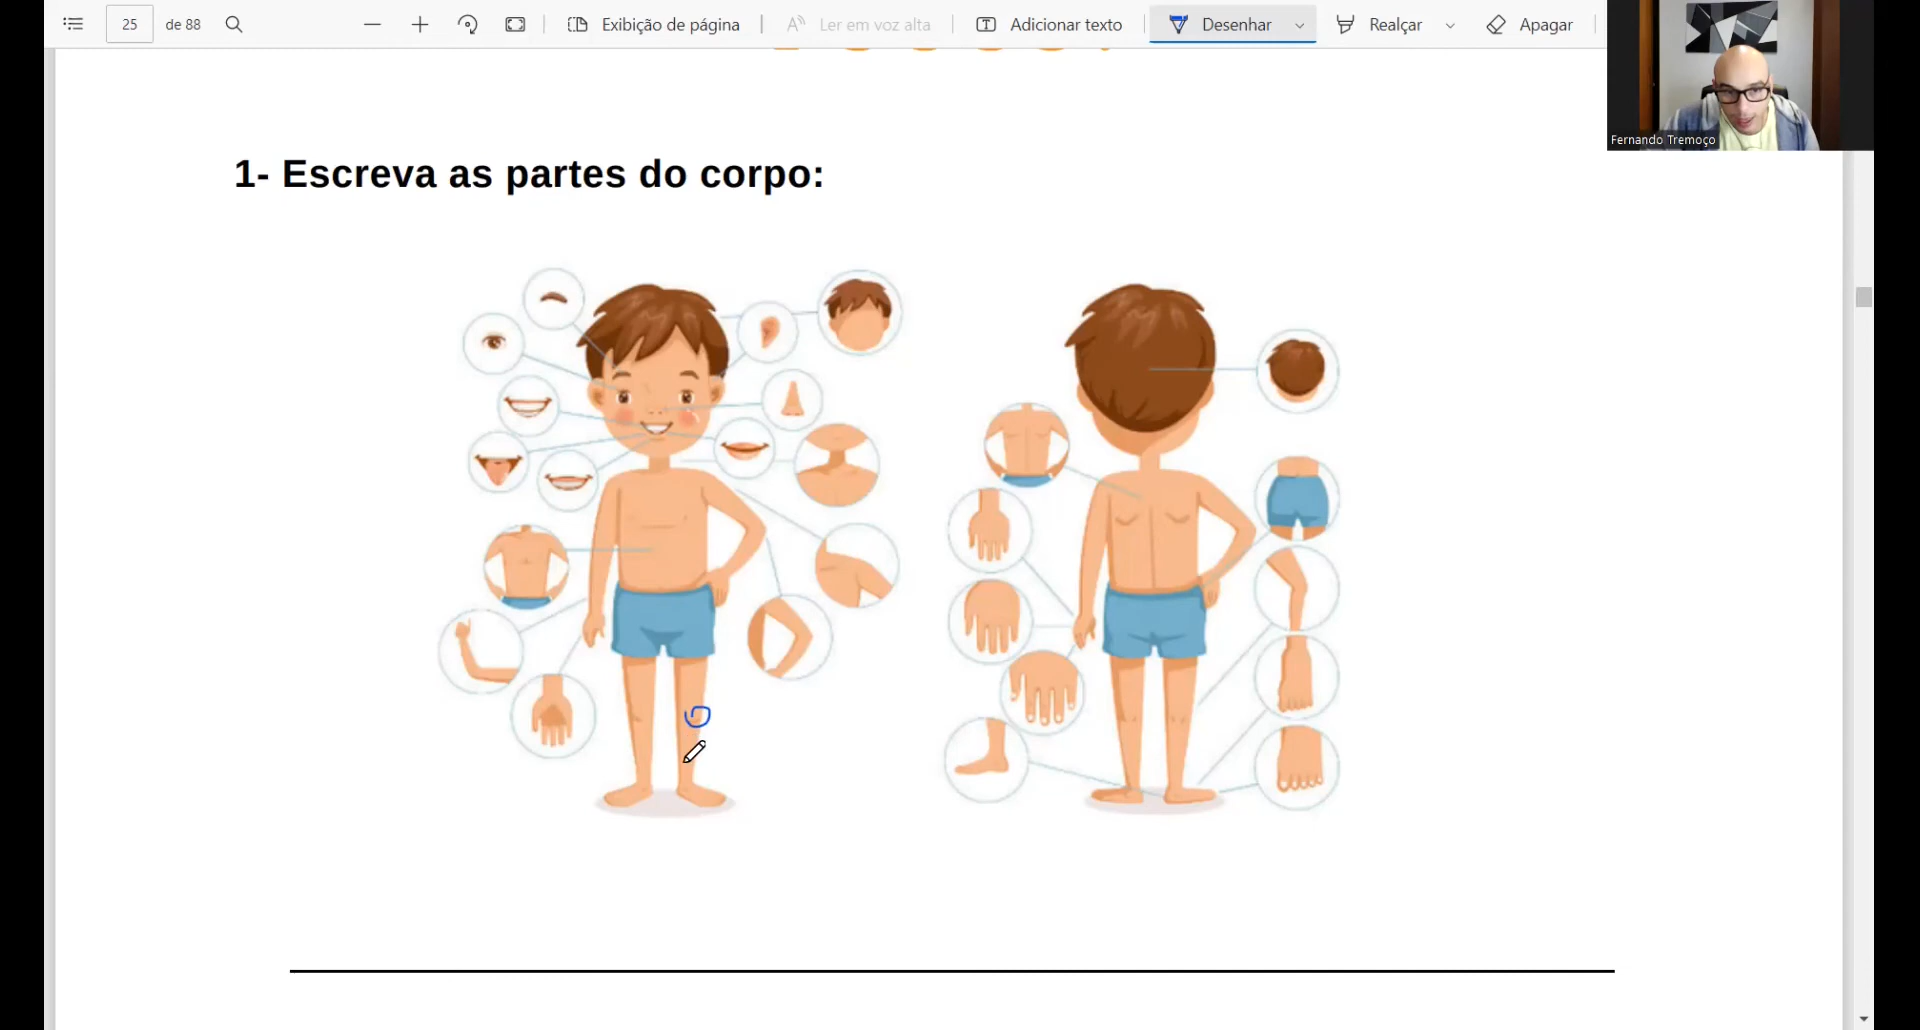 25 de 88 Exibição de página Ler em voz alta Adicionar texto Desenhar Realçar Apagar
Fernando Tremoço
1- Escreva as partes do corpo: